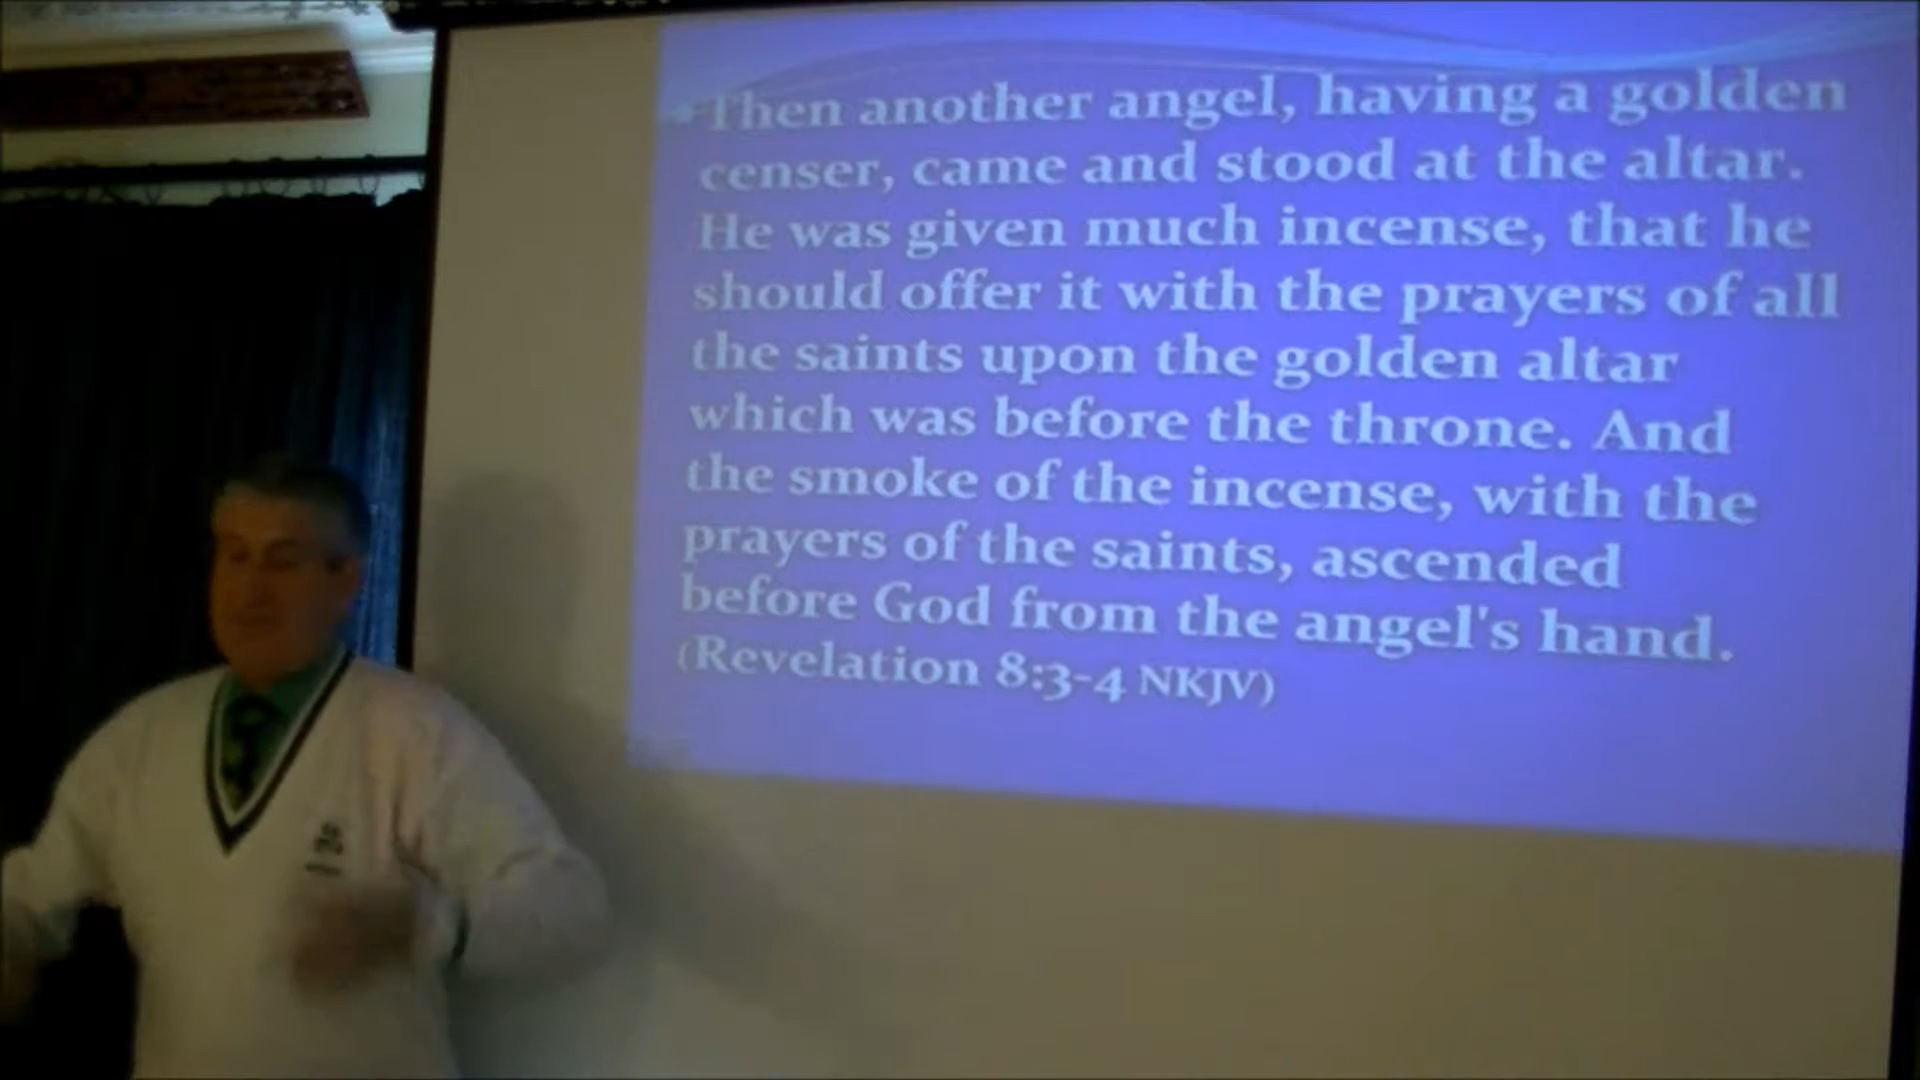 Then another angel, having a golden
censer, came and stood at the altar.
He was given much incense, that he
should offer it with the prayers of all
the saints upon the golden altar
which was before the throne. And
the smoke of the incense, with the
prayers of the saints, ascended
before God from the angel's hand.
(Revelation 8:3-4 NKJV)